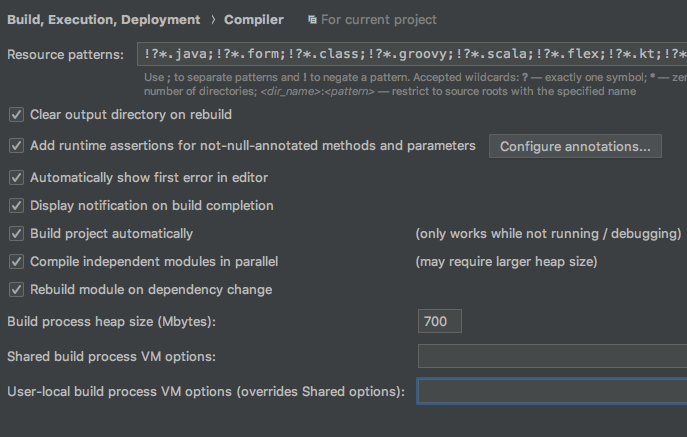 Build, Execution, Deployment › Compiler For current project
Resource patterns: !?*.java;!?*.form;!?*.class;!?*.groovy;!?*.scala;!?*.flex;!?*.kt;!?*
Use ; to separate patterns and ! to negate a pattern. Accepted wildcards: ? — exactly one symbol; * — zer
number of directories; <dir_name>:<pattern> — restrict to source roots with the specified name
Clear output directory on rebuild
Add runtime assertions for not-null-annotated methods and parameters Configure annotations...
Automatically show first error in editor
Display notification on build completion
Build project automatically (only works while not running / debugging)
Compile independent modules in parallel (may require larger heap size)
Rebuild module on dependency change
Build process heap size (Mbytes): 700
Shared build process VM options:
User-local build process VM options (overrides Shared options):